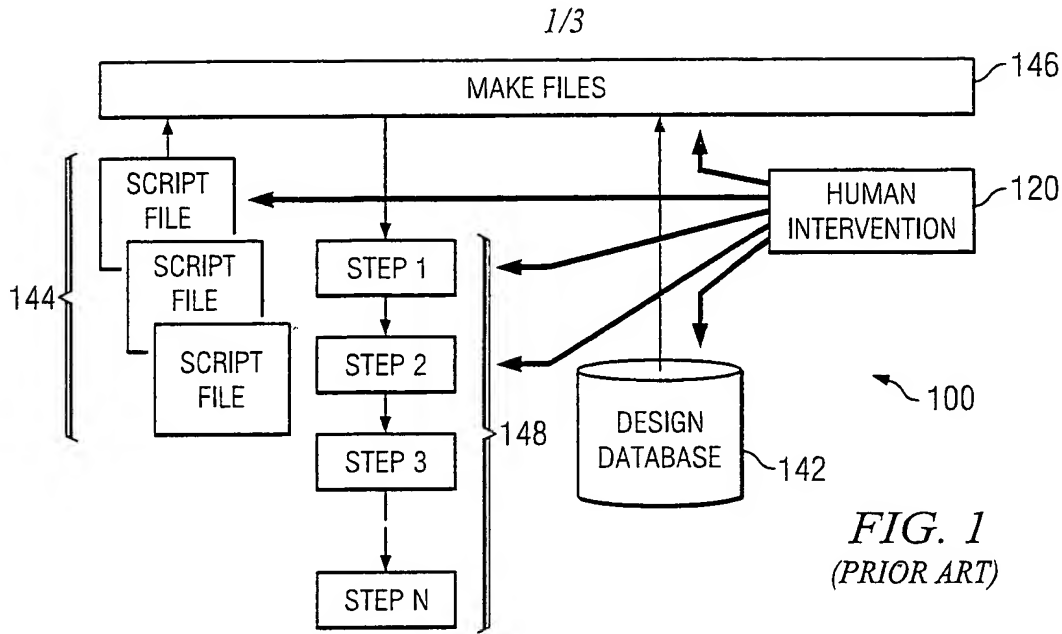 1/3
MAKE FILES
146
SCRIPT
FILE
SCRIPT
FILE
SCRIPT
FILE
144
STEP 1
STEP 2
STEP 3
STEP N
148
HUMAN
INTERVENTION
120
DESIGN
DATABASE
142
100
FIG. 1
(PRIOR ART)